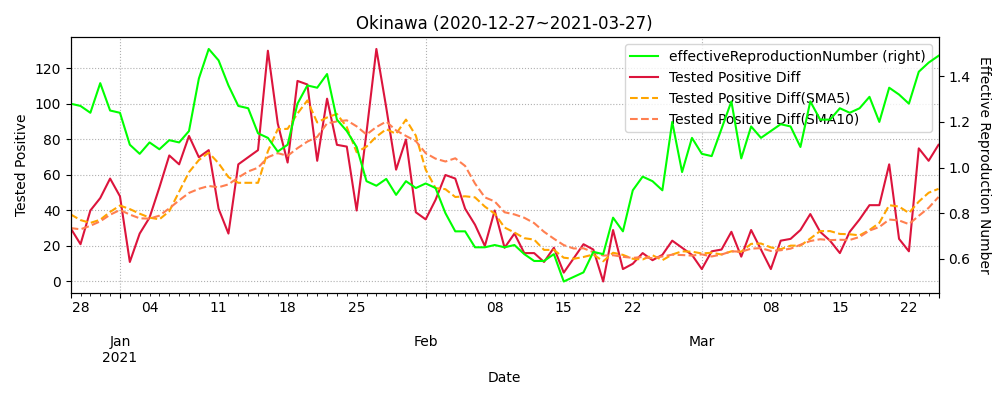 Okinawa (2020-12-27~2021-03-27)
effectiveReproductionNumber (right)
Tested Positive Diff
Tested Positive Diff(SMA5)
Tested Positive Diff(SMA10)
Tested Positive
120
100
80
60
40
20
0
1.4
1.2
1.0
0.8
0.6
Effective Reproduction Number
28 04 11 18 25 08 15 22 08 15 22
Jan Feb Mar
2021
Date